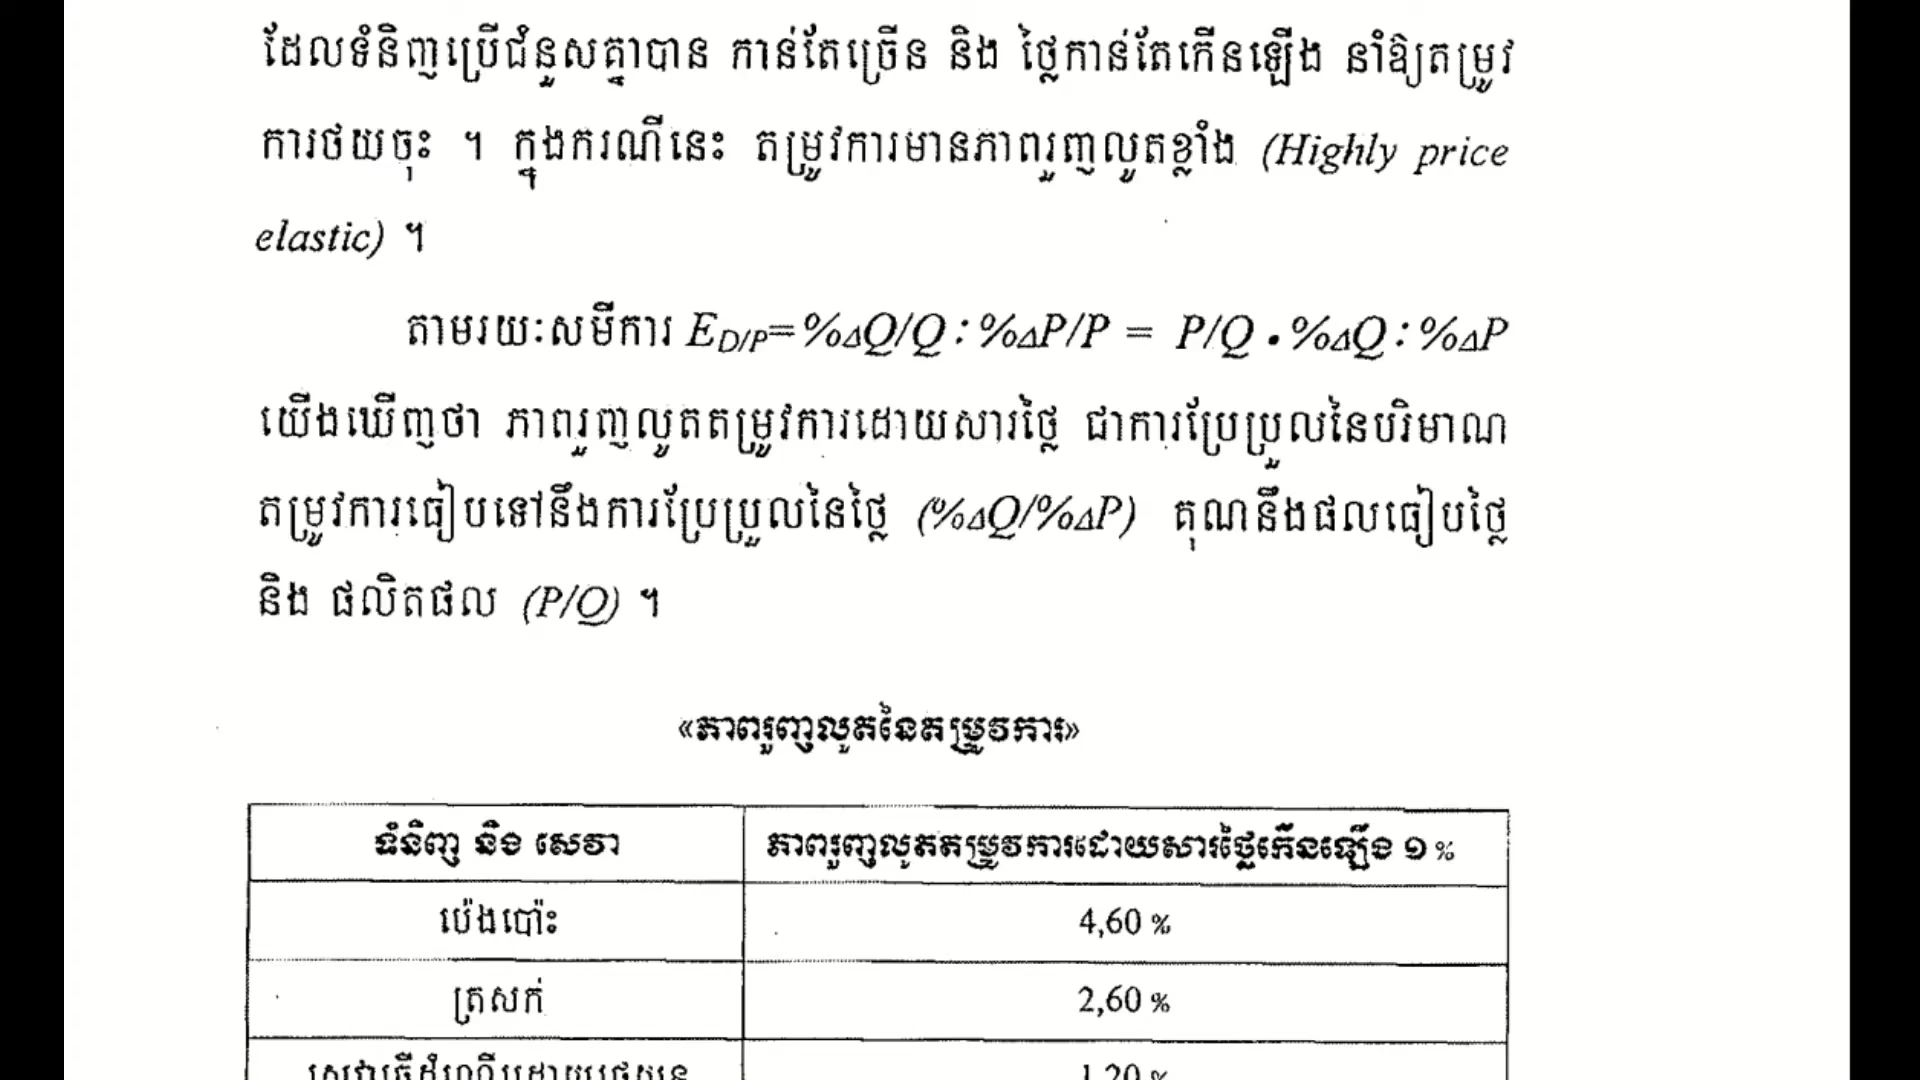 ដែលទំនិញប្រើជំនួសគ្នាបាន កាន់តែច្រើន និង ថ្លៃកាន់តែកើនឡើង នាំឱ្យតម្រូវ
ការថយចុះ ។ ក្នុងករណីនេះ តម្រូវការមានភាពរួញលូតខ្លាំង (Highly price
elastic) ។
តាមរយៈសមីការ E_D/P=%ΔQ/Q : %ΔP/P = P/Q • %ΔQ : %ΔP
យើងឃើញថា ភាពរួញលូតតម្រូវការដោយសារថ្លៃ ជាការប្រែប្រួលនៃបរិមាណ
តម្រូវការធៀបទៅនឹងការប្រែប្រួលនៃថ្លៃ (%ΔQ/%ΔP) គុណនឹងផលធៀបថ្លៃ
និង ផលិតផល (P/Q) ។
«ភាពរួញលូតនៃតម្រូវការ»
ទំនិញ និង សេវា
ភាពរួញលូតតម្រូវការដោយសារថ្លៃកើនឡើង ១ %
ប៉េងប៉ោះ
4,60 %
ត្រសក់
2,60 %
1,20 %